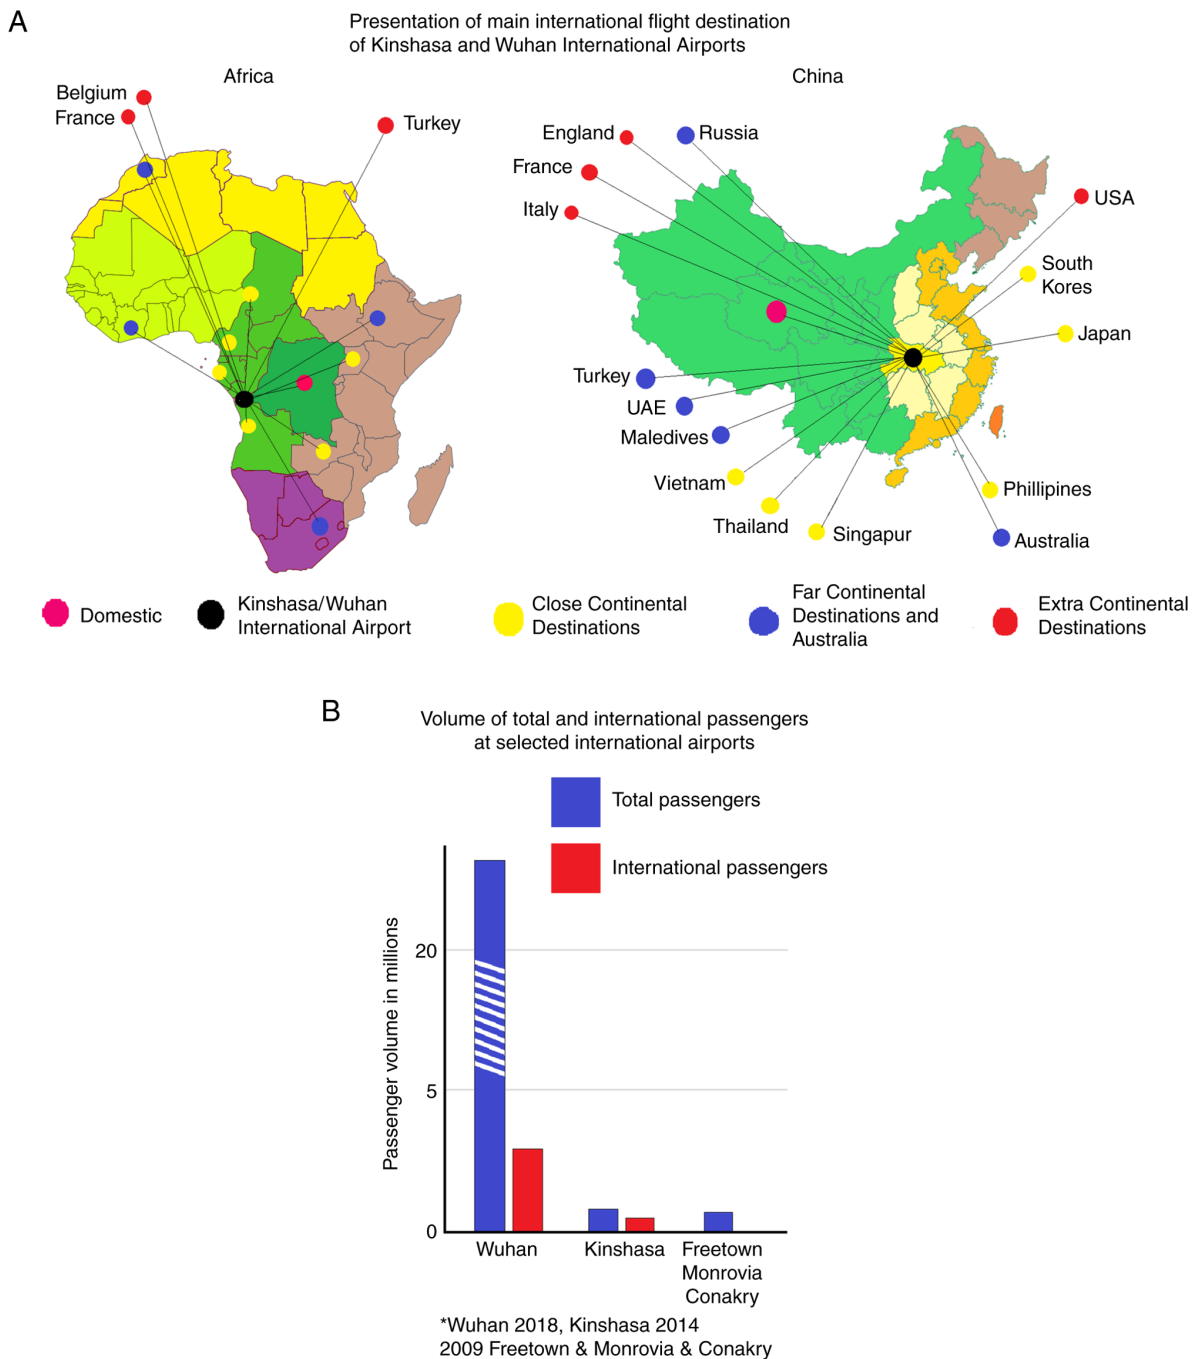 A
Presentation of main international flight destination
of Kinshasa and Wuhan International Airports
Africa
China
Belgium
France
Turkey
England
Russia
France
Italy
USA
South
Kores
Japan
Turkey
UAE
Maledives
Vietnam
Thailand
Singapur
Phillipines
Australia
Domestic
Kinshasa/Wuhan
International Airport
Close Continental
Destinations
Far Continental
Destinations and
Australia
Extra Continental
Destinations
B
Volume of total and international passengers
at selected international airports
Total passengers
International passengers
Passenger volume in millions
20
5
0
Wuhan
Kinshasa
Freetown
Monrovia
Conakry
*Wuhan 2018, Kinshasa 2014
2009 Freetown & Monrovia & Conakry